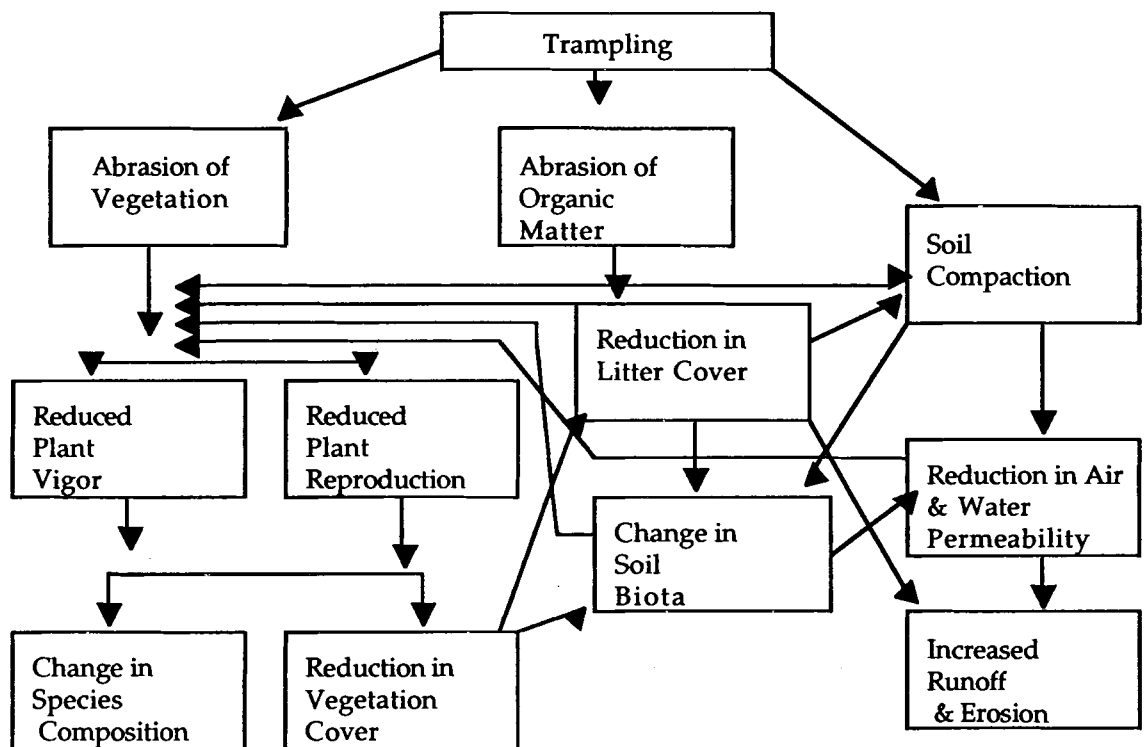 Trampling
Abrasion of
Vegetation
Abrasion of
Organic
Matter
Soil
Compaction
Reduction in
Litter Cover
Reduced
Plant
Vigor
Reduced
Plant
Reproduction
Reduction in Air
& Water
Permeability
Change in
Soil
Biota
Change in
Species
Composition
Reduction in
Vegetation
Cover
Increased
Runoff
& Erosion